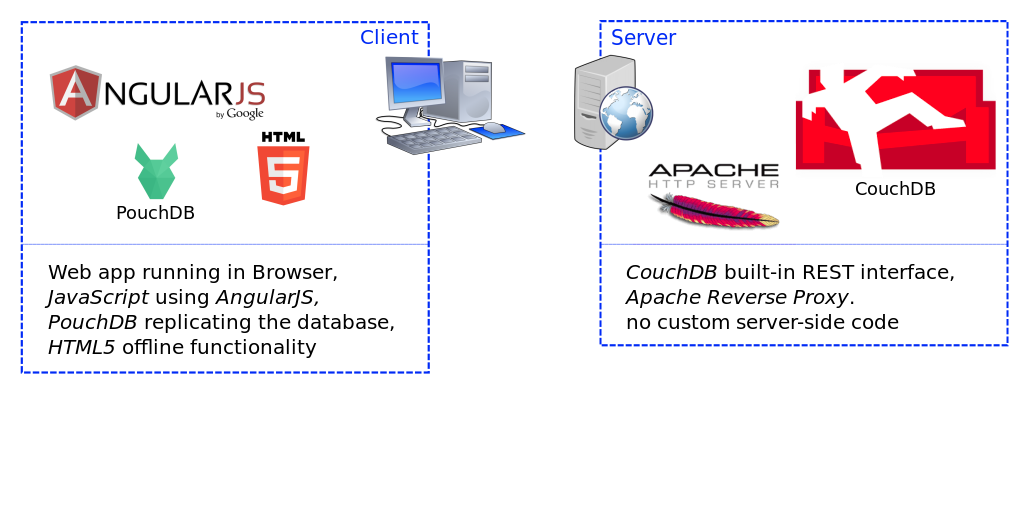 Client
ANGULARJS
by Google
HTML
5
PouchDB
Web app running in Browser,
JavaScript using AngularJS,
PouchDB replicating the database,
HTML5 offline functionality
Server
APACHE
HTTP SERVER
CouchDB
CouchDB built-in REST interface,
Apache Reverse Proxy.
no custom server-side code